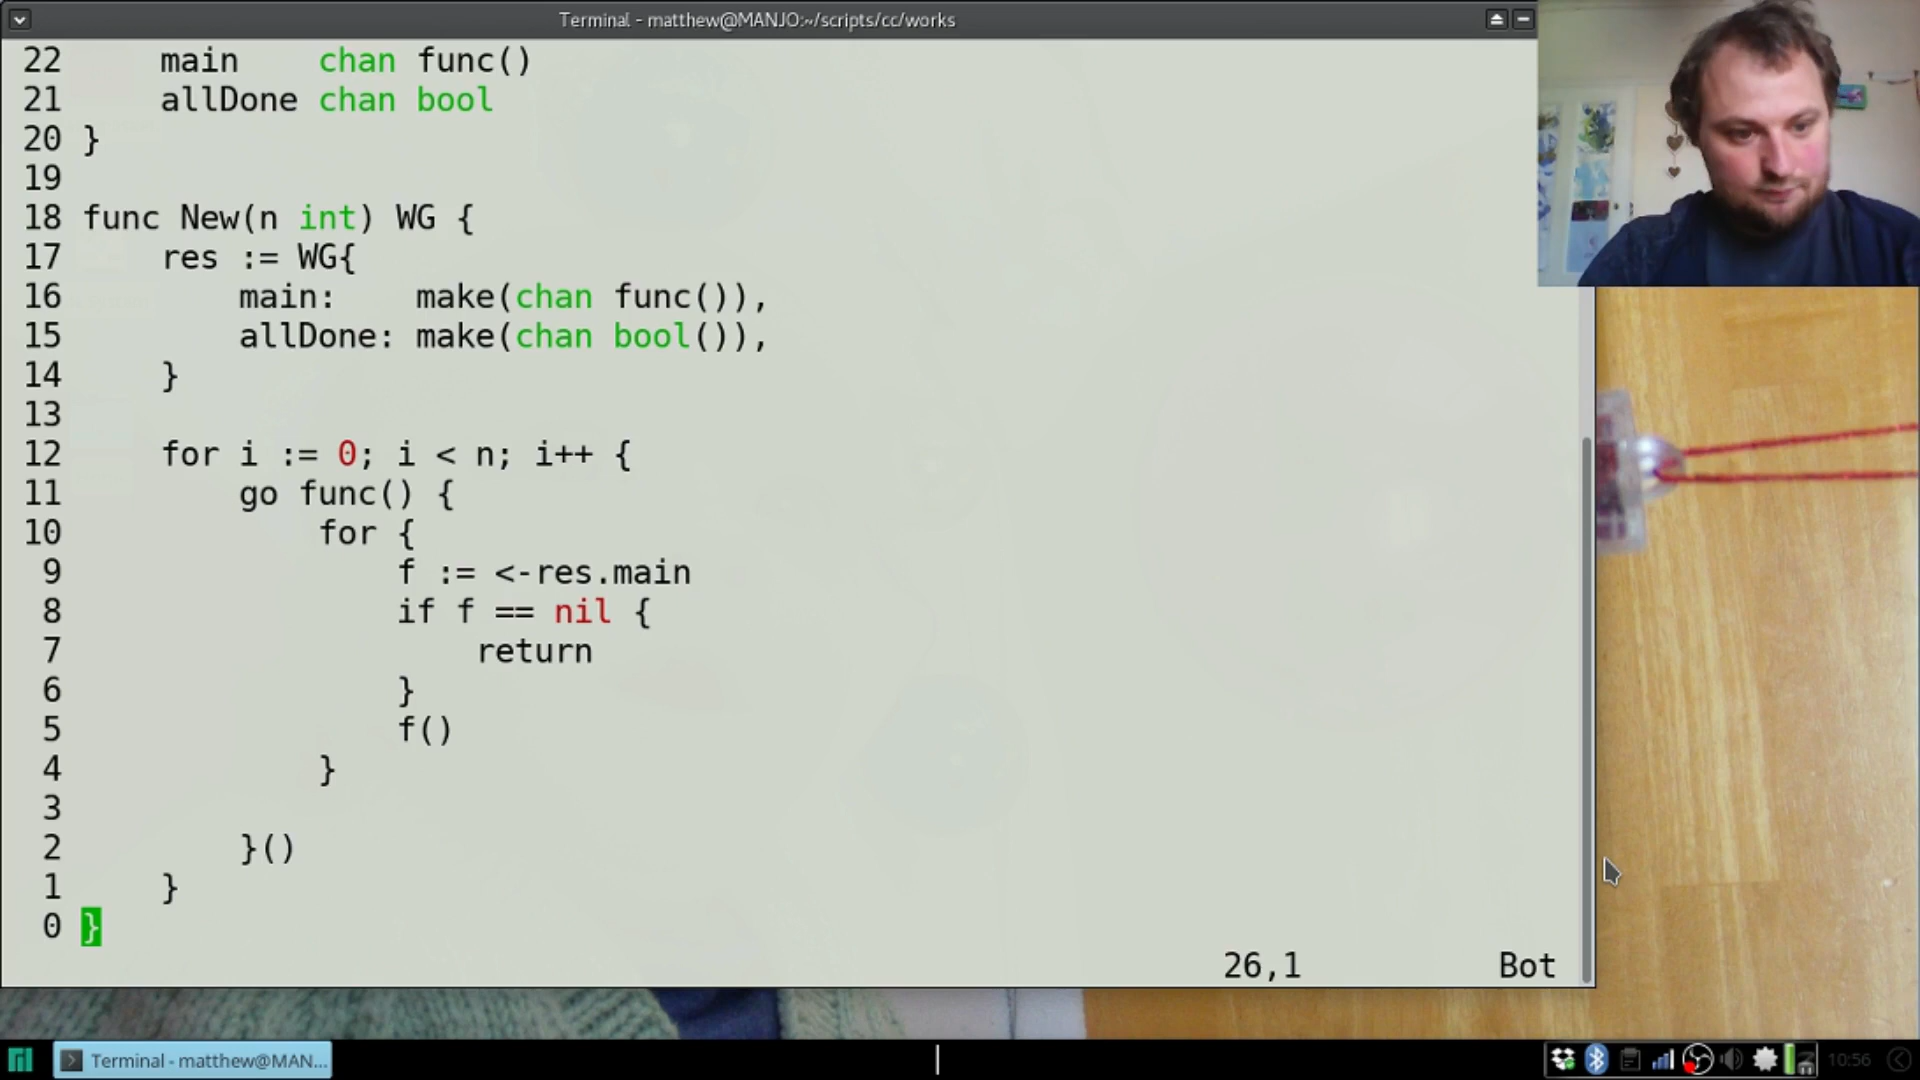 Terminal - matthew@MANJO:~/scripts/cc/works
22 main chan func()
21 allDone chan bool
20 }
19
18 func New(n int) WG {
17 res := WG{
16 main: make(chan func()),
15 allDone: make(chan bool()),
14 }
13
12 for i := 0; i < n; i++ {
11 go func() {
10 for {
9 f := <-res.main
8 if f == nil {
7 return
6 }
5 f()
4 }
3
2 }()
1 }
0 }
26,1 Bot
Terminal - matthew@MAN...
10:56